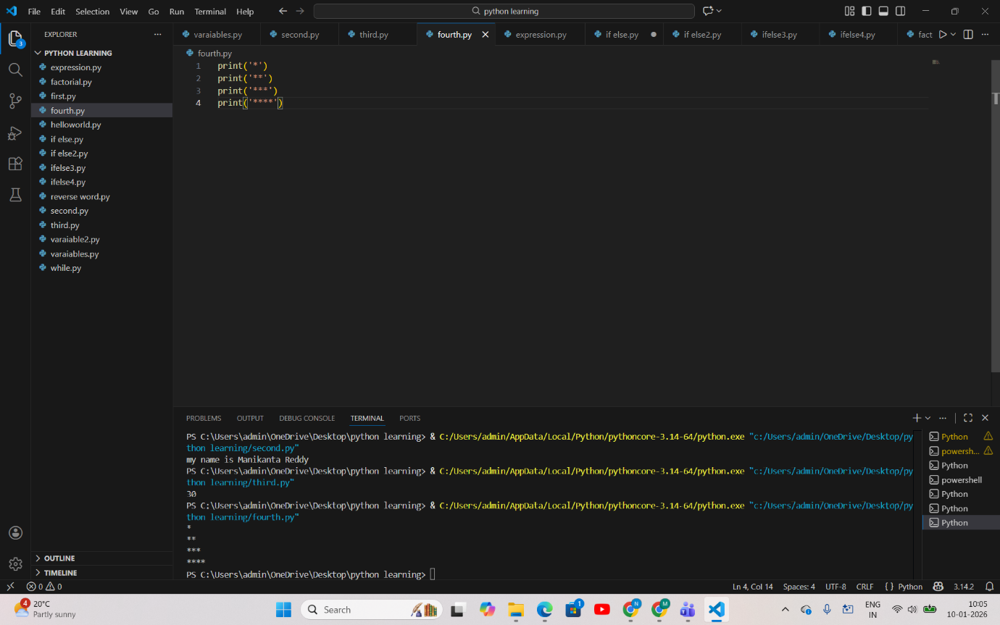 File Edit Selection View Go Run Terminal Help
python learning
EXPLORER
3
PYTHON LEARNING
expression.py
factorial.py
first.py
fourth.py
helloworld.py
if else.py
if else2.py
ifelse3.py
ifelse4.py
reverse word.py
second.py
third.py
varaiable2.py
varaiables.py
while.py
OUTLINE
TIMELINE
varaiables.py second.py third.py fourth.py expression.py if else.py if else2.py ifelse3.py ifelse4.py fact
fourth.py
1 print('*')
2 print('**')
3 print('***')
4 print('****')
PROBLEMS OUTPUT DEBUG CONSOLE TERMINAL PORTS
PS C:\Users\admin\OneDrive\Desktop\python learning> & C:/Users/admin/AppData/Local/Python/pythoncore-3.14-64/python.exe "c:/Users/admin/OneDrive/Desktop/py
thon learning/second.py"
my name is Manikanta Reddy
PS C:\Users\admin\OneDrive\Desktop\python learning> & C:/Users/admin/AppData/Local/Python/pythoncore-3.14-64/python.exe "c:/Users/admin/OneDrive/Desktop/py
thon learning/third.py"
30
PS C:\Users\admin\OneDrive\Desktop\python learning> & C:/Users/admin/AppData/Local/Python/pythoncore-3.14-64/python.exe "c:/Users/admin/OneDrive/Desktop/py
thon learning/fourth.py"
*
**
***
****
PS C:\Users\admin\OneDrive\Desktop\python learning>
Python
powersh...
Python
powershell
Python
Python
Python
0 0
Ln 4, Col 14 Spaces: 4 UTF-8 CRLF { } Python 3.14.2
4
20°C
Partly sunny
Search
1
N
M
ENG
IN
10:05
10-01-2026